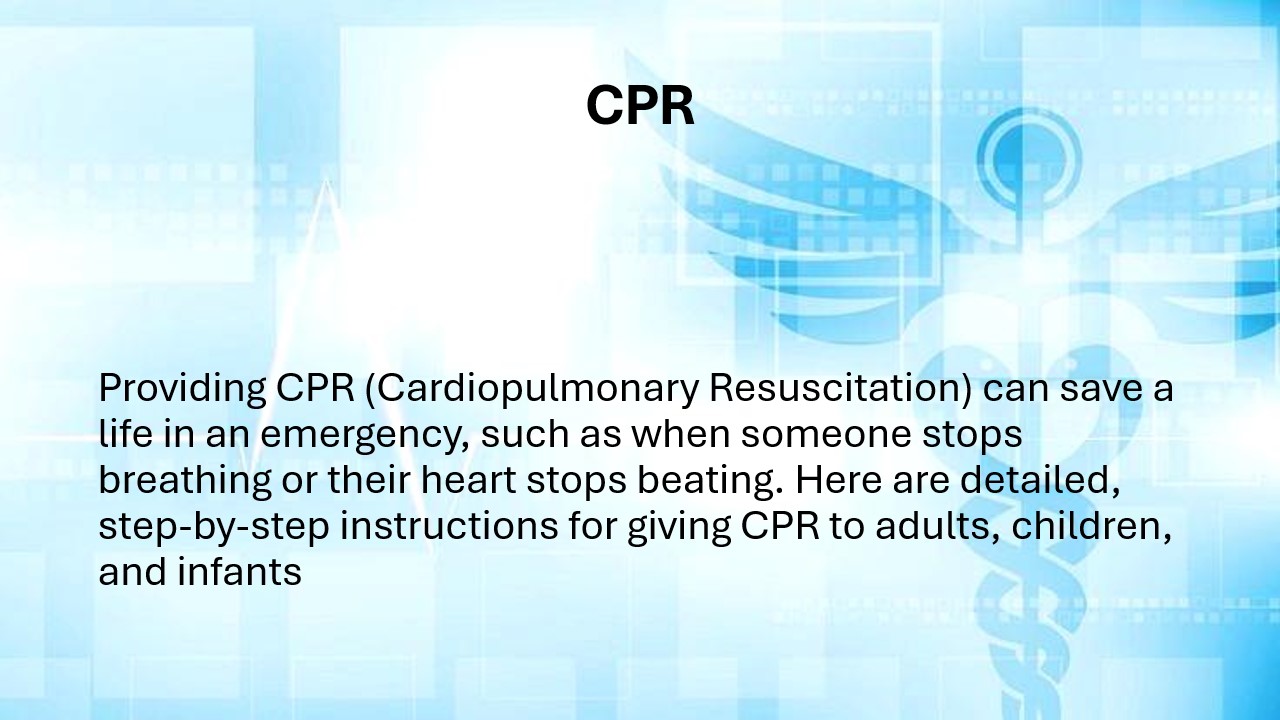 CPR
Providing CPR (Cardiopulmonary Resuscitation) can save a
life in an emergency, such as when someone stops
breathing or their heart stops beating. Here are detailed,
step-by-step instructions for giving CPR to adults, children,
and infants